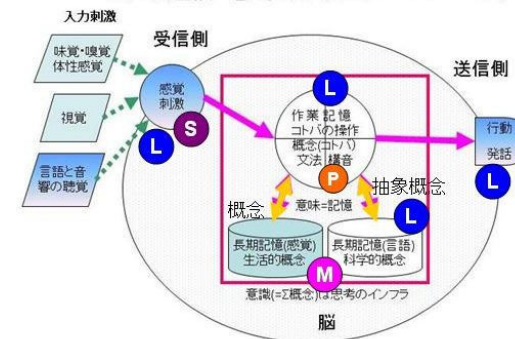 入力刺激
受信側
送信側
味覚・嗅覚
体性感覚
視覚
言語と音
響の聴覚
感覚
刺激
L
S
L
作業記憶
コトバの操作
概念(コトバ)
文法 構音
P
行動
発話
L
概念
意味=記憶
抽象概念
L
長期記憶(感覚)
生活的概念
長期記憶(言語)
科学的概念
M
意識(=Σ概念)は思考のインフラ
脳